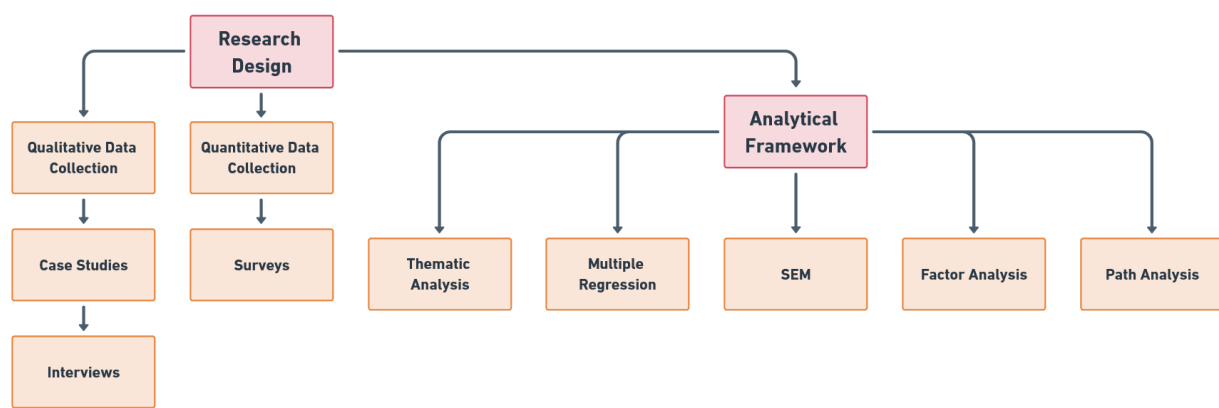 Research
Design
Analytical
Framework
Qualitative Data
Collection
Quantitative Data
Collection
Case Studies
Surveys
Thematic
Analysis
Multiple
Regression
SEM
Factor Analysis
Path Analysis
Interviews